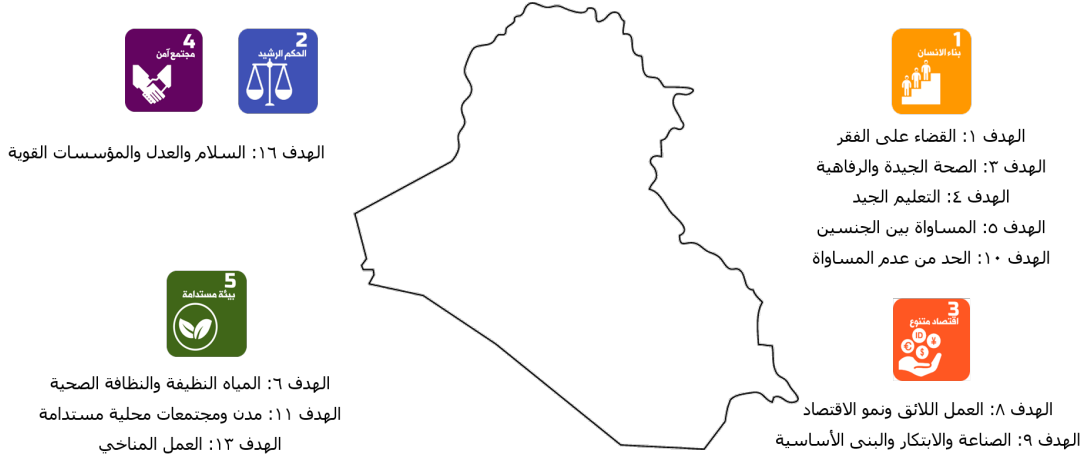 1
بناء الانسان
الهدف ١: القضاء على الفقر
الهدف ٣: الصحة الجيدة والرفاهية
الهدف ٤: التعليم الجيد
الهدف ٥: المساواة بين الجنسين
الهدف ١٠: الحد من عدم المساواة
2
الحكم الرشيد
4
مجتمع آمن
الهدف ١٦: السلام والعدل والمؤسسات القوية
3
اقتصاد متنوع
ID
¥
€
$
الهدف ٨: العمل اللائق ونمو الاقتصاد
الهدف ٩: الصناعة والابتكار والبنى الأساسية
5
بيئة مستدامة
الهدف ٦: المياه النظيفة والنظافة الصحية
الهدف ١١: مدن ومجتمعات محلية مستدامة
الهدف ١٣: العمل المناخي